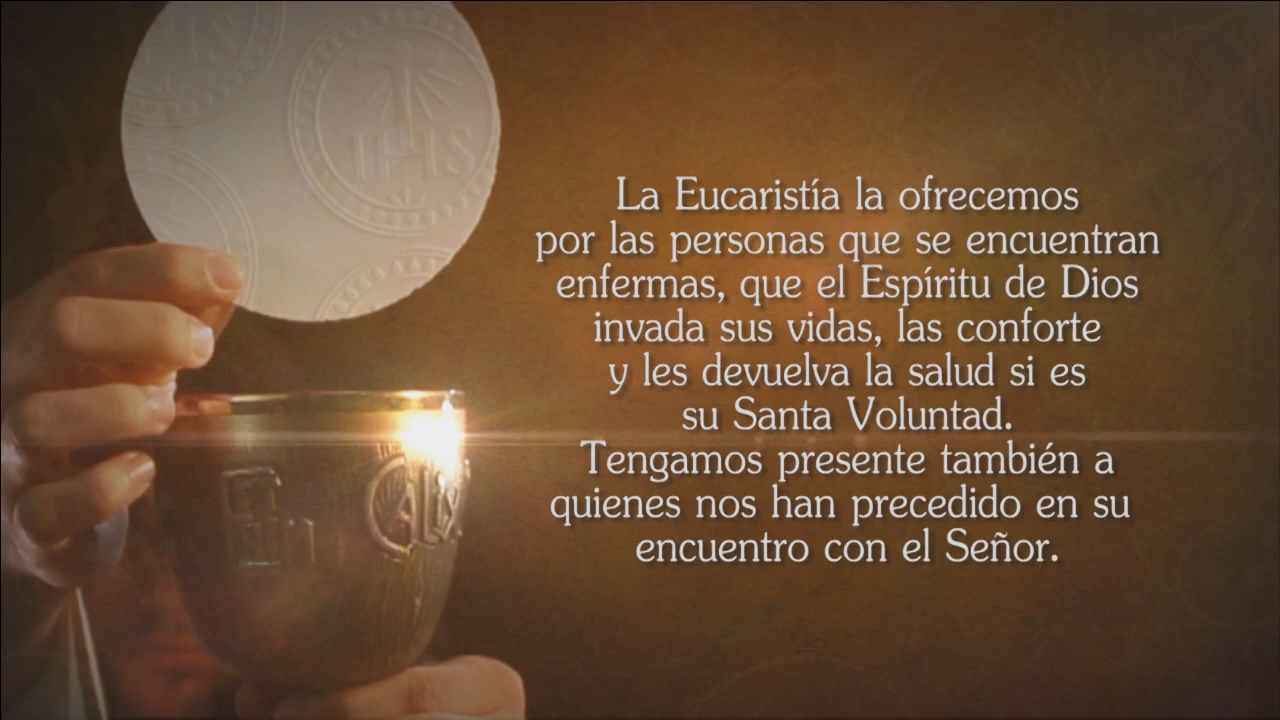 IHS
La Eucaristía la ofrecemos
por las personas que se encuentran
enfermas, que el Espíritu de Dios
invada sus vidas, las conforte
y les devuelva la salud si es
su Santa Voluntad.
Tengamos presente también a
quienes nos han precedido en su
encuentro con el Señor.